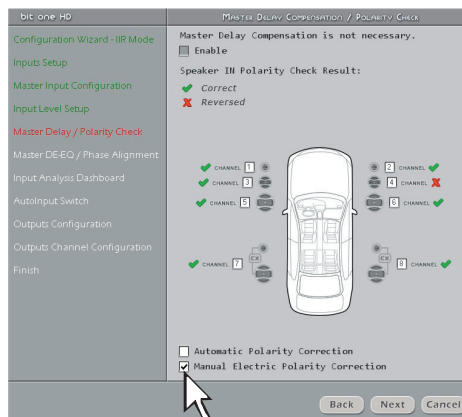 bit one HD
Master Delay Compensation / Polarity Check
Configuration Wizard - IIR Mode
Inputs Setup
Master Input Configuration
Input Level Setup
Master Delay / Polarity Check
Master DE-EQ / Phase Alignment
Input Analysis Dashboard
AutoInput Switch
Outputs Configuration
Outputs Channel Configuration
Finish
Master Delay Compensation is not necessary.
Enable
Speaker IN Polarity Check Result:
Correct
Reversed
CHANNEL 1
2 CHANNEL
CHANNEL 3
4 CHANNEL
CHANNEL 5
6 CHANNEL
CX
CX
CHANNEL 7
8 CHANNEL
Automatic Polarity Correction
Manual Electric Polarity Correction
Back Next Cancel